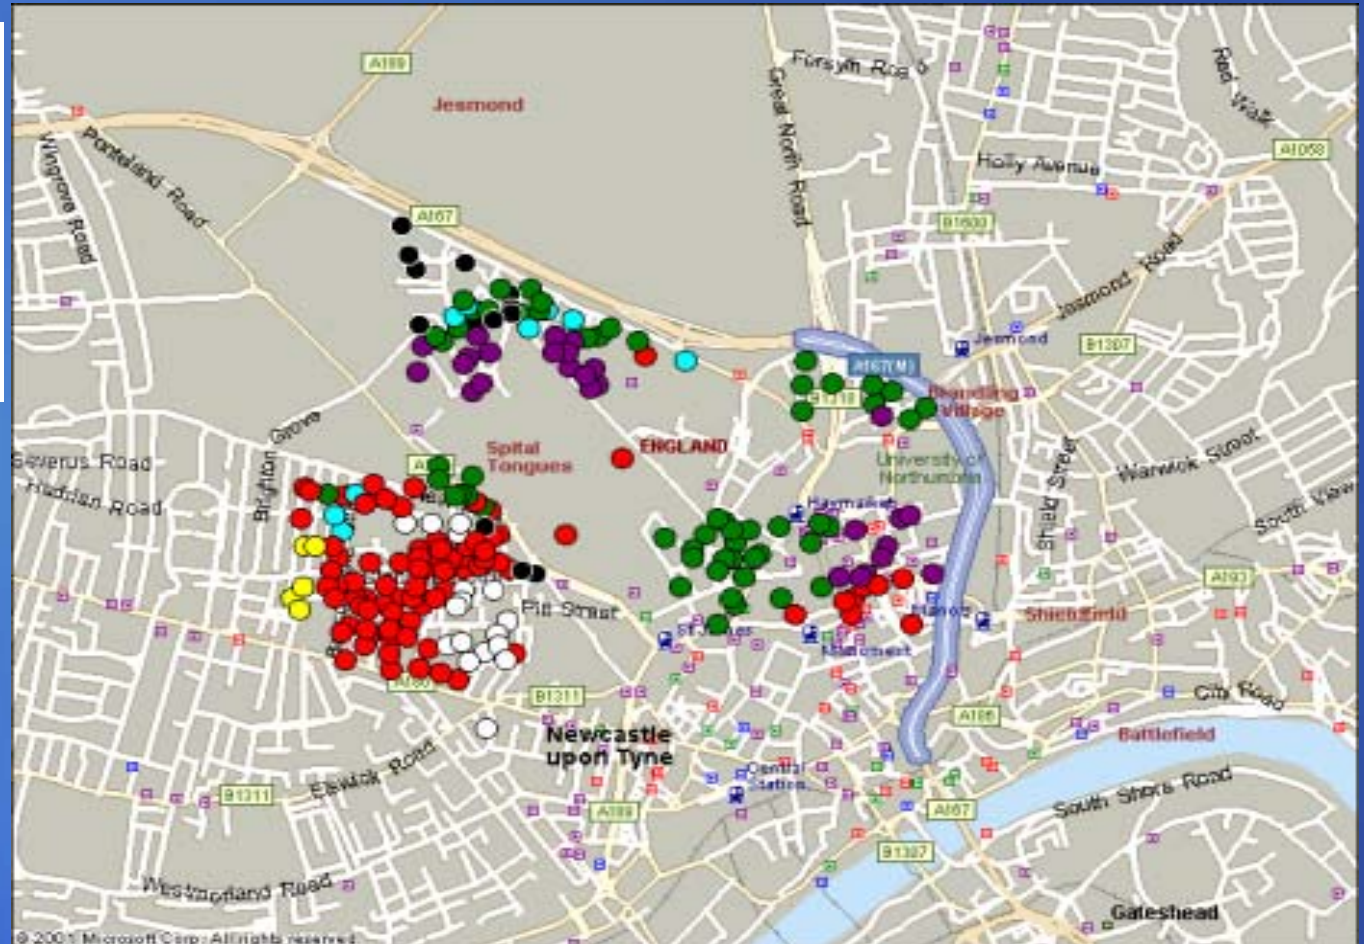 A189
Forsyth Road
Red Walk
Jesmond
Great North Road
Ponteland Road
Wingrove Road
A1058
Holly Avenue
A167
B1600
Jesmond Road
Jesmond
B1307
A167(M)
Brandling
Village
B1318
Grove
Brighton
Spital
Tongues
ENGLAND
Severus Road
Haddon Road
University of
Northumbria
Warwick Street
South View
Haymarket
Shield Street
A193
Pitt Street
St James
Manors
Shieldfield
Monument
B1311
City Road
A186
Newcastle
upon Tyne
Battlefield
Elswick Road
Central
Station
South Shore Road
B1311
A189
A167
B1307
Westmorland Road
Gateshead
© 2001 Microsoft Corp. All rights reserved.